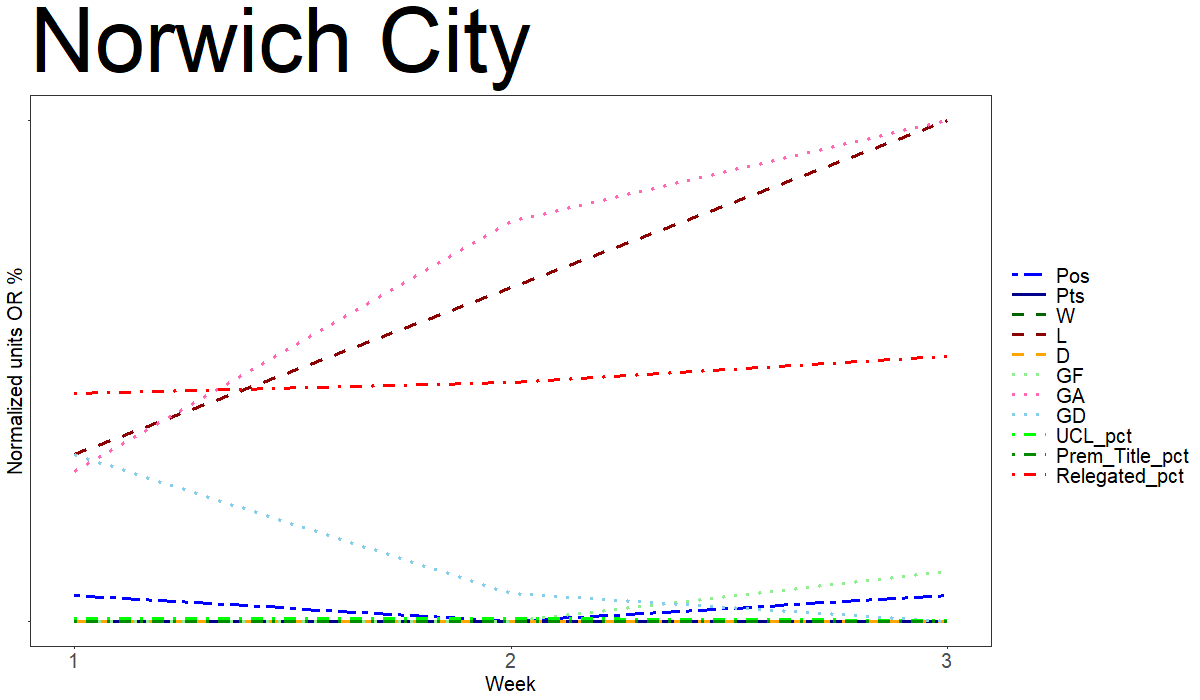 Norwich City
Normalized units OR %
Pos
Pts
W
L
D
GF
GA
GD
UCL_pct
Prem_Title_pct
Relegated_pct
1
2
3
Week